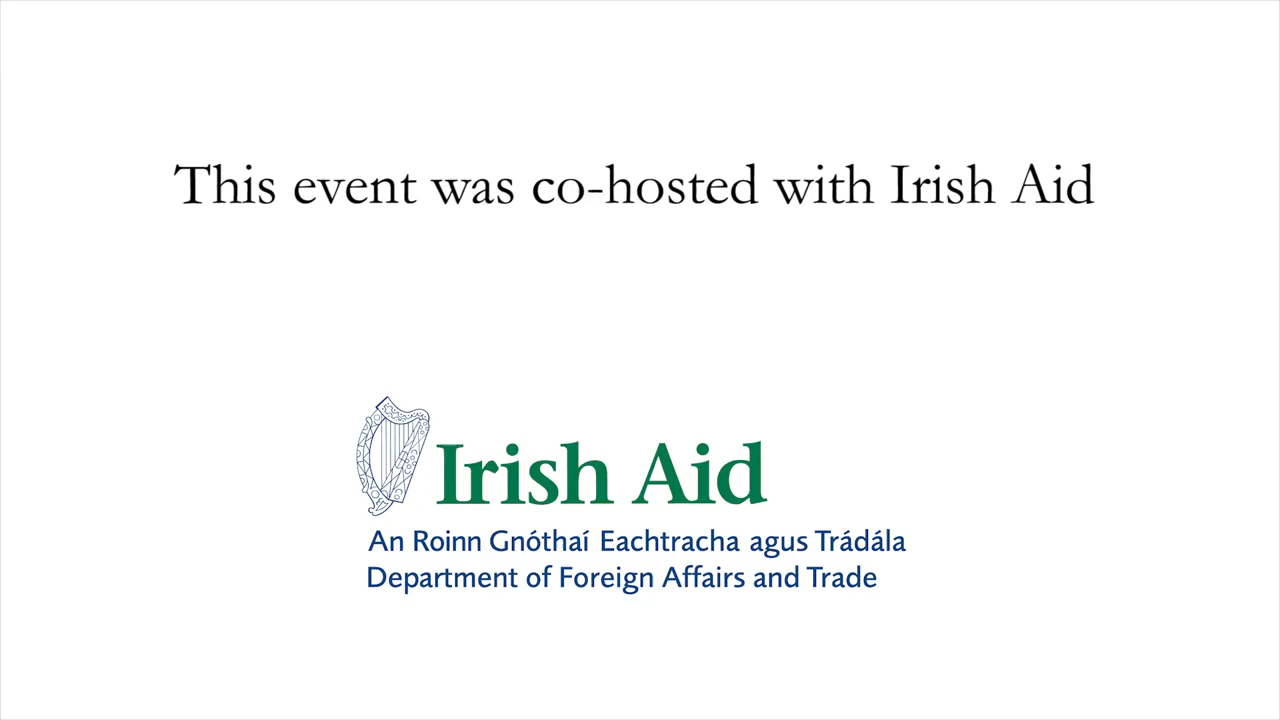 This event was co-hosted with Irish Aid
Irish Aid
An Roinn Gnóthaí Eachtracha agus Trádála
Department of Foreign Affairs and Trade